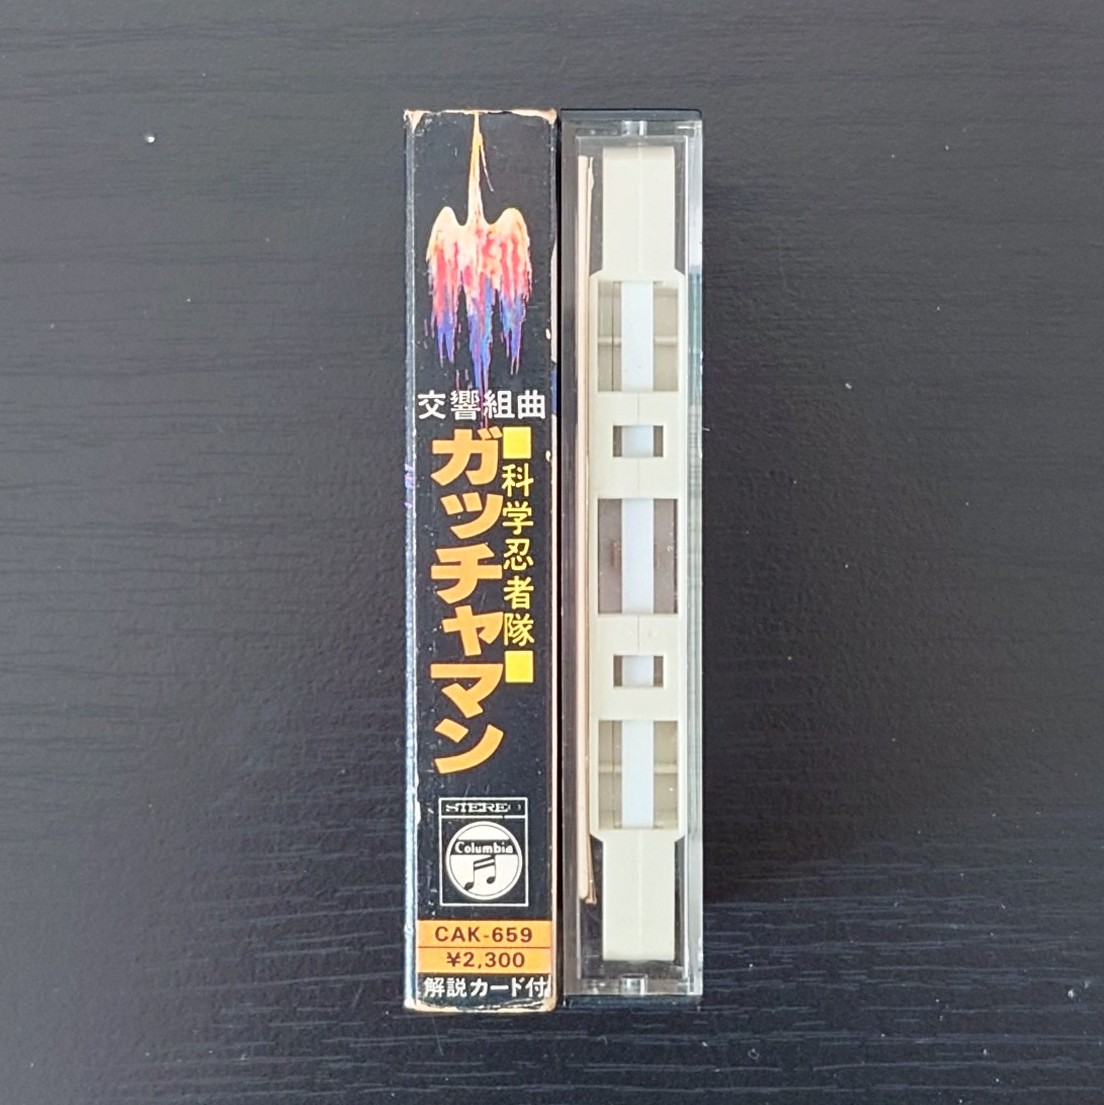 交響組曲
■科学忍者隊■
ガッチャマン
STEREO
Columbia
CAK-659
¥2,300
解説カード付